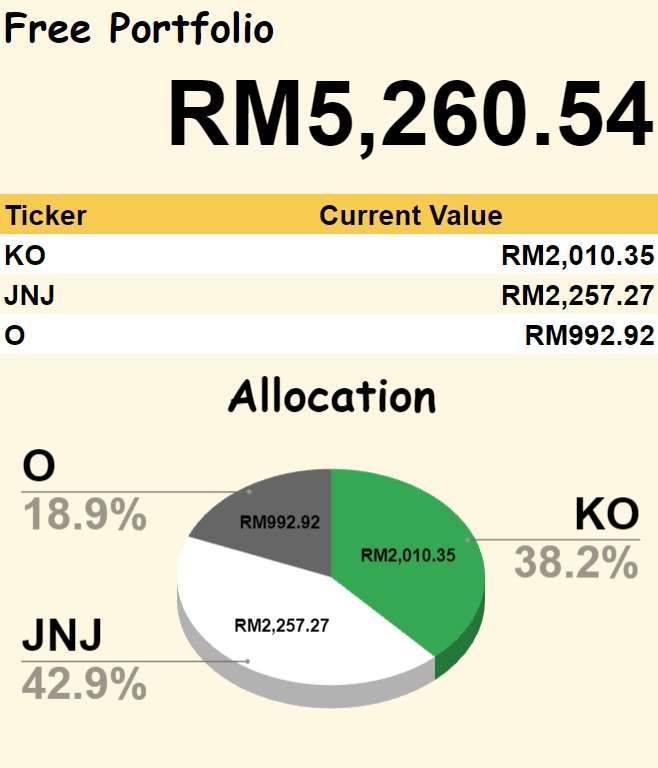 Free Portfolio
RM5,260.54
Ticker Current Value
KO RM2,010.35
JNJ RM2,257.27
O RM992.92
Allocation
O
18.9%
KO
38.2%
JNJ
42.9%
RM992.92
RM2,010.35
RM2,257.27